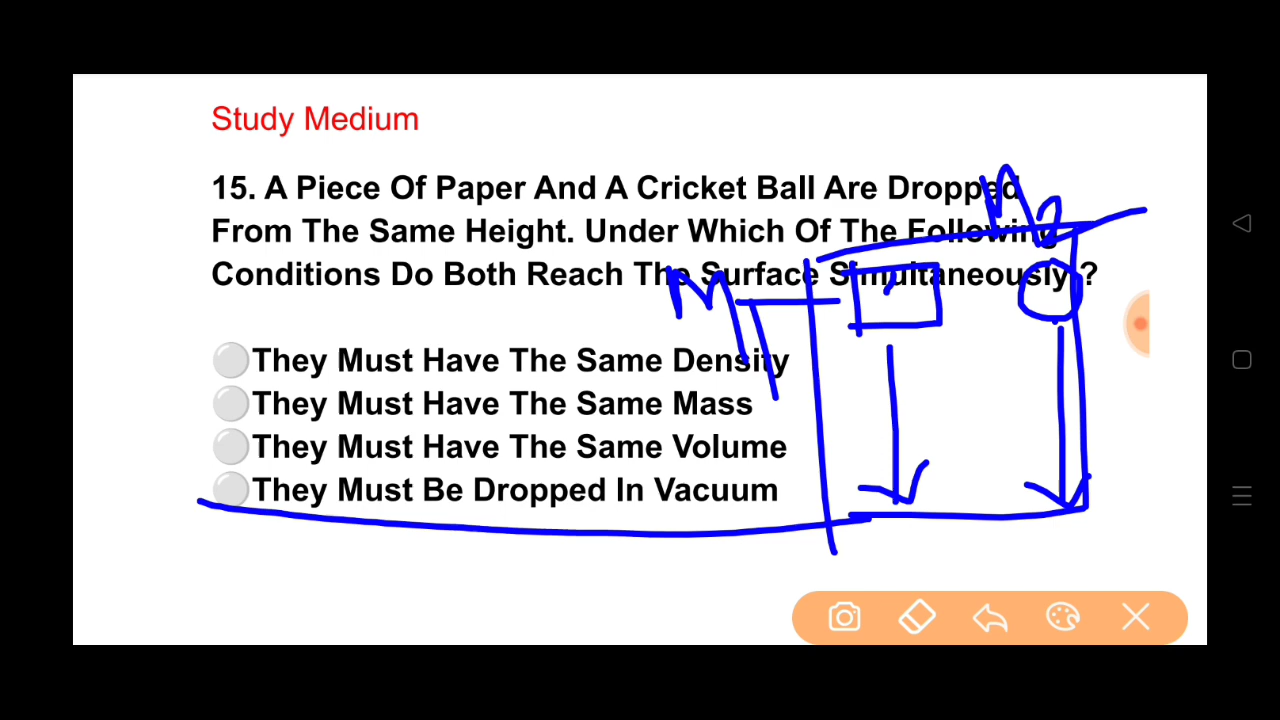 Study Medium
15. A Piece Of Paper And A Cricket Ball Are Dropped
From The Same Height. Under Which Of The Following
Conditions Do Both Reach The Surface Simultaneously ?
They Must Have The Same Density
They Must Have The Same Mass
They Must Have The Same Volume
They Must Be Dropped In Vacuum
M1
M2